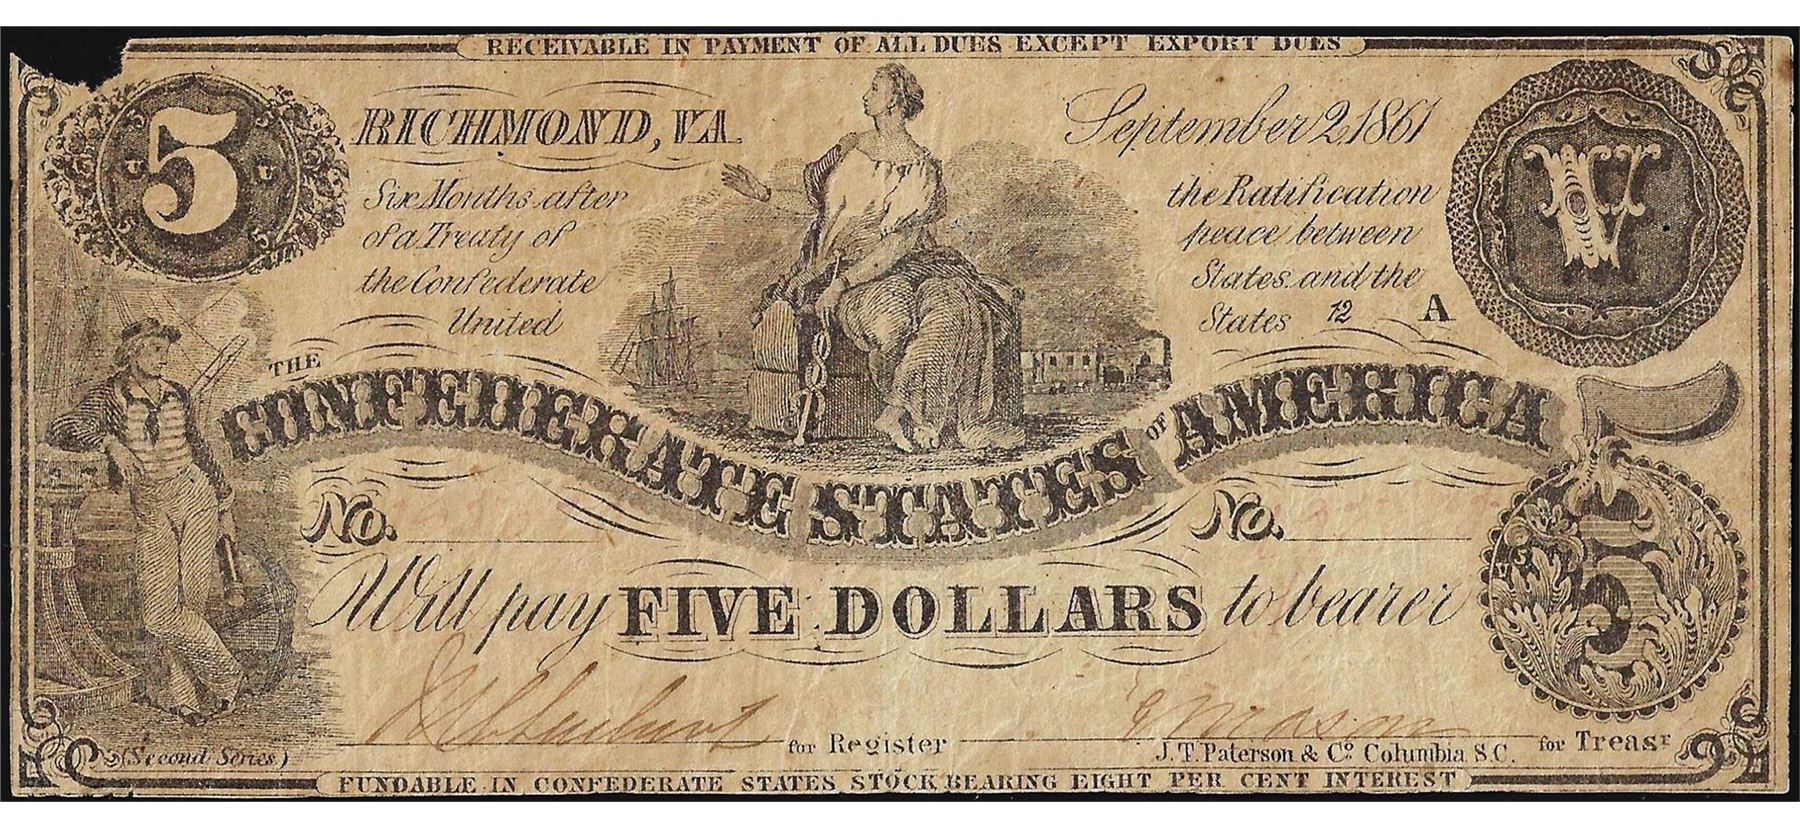 RECEIVABLE IN PAYMENT OF ALL DUES EXCEPT EXPORT DUES
5
RICHMOND, VA.
September 2, 1861
V
Six Months after the Ratification
of a Treaty of peace between
the Confederate States and the
United States 12 A
THE CONFEDERATE STATES OF AMERICA
5
No. No.
Will pay FIVE DOLLARS to bearer
for Register
for Treasr
(Second Series.)
J. T. Paterson & Co. Columbia S.C.
FUNDABLE IN CONFEDERATE STATES STOCK BEARING EIGHT PER CENT INTEREST